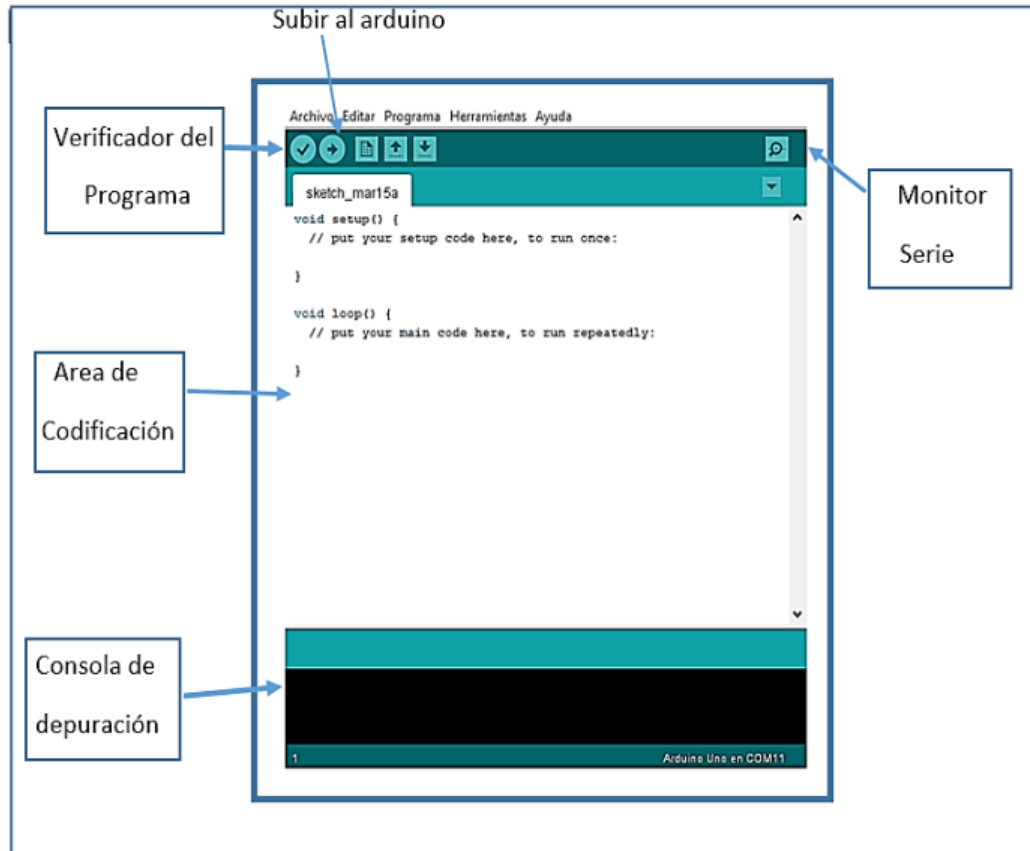 Subir al arduino
Verificador del
Programa
Archivo Editar Programa Herramientas Ayuda
sketch_mar15a
Monitor
Serie
void setup() {
// put your setup code here, to run once:
}
void loop() {
// put your main code here, to run repeatedly:
}
Area de
Codificación
Consola de
depuración
1
Arduino Uno en COM11